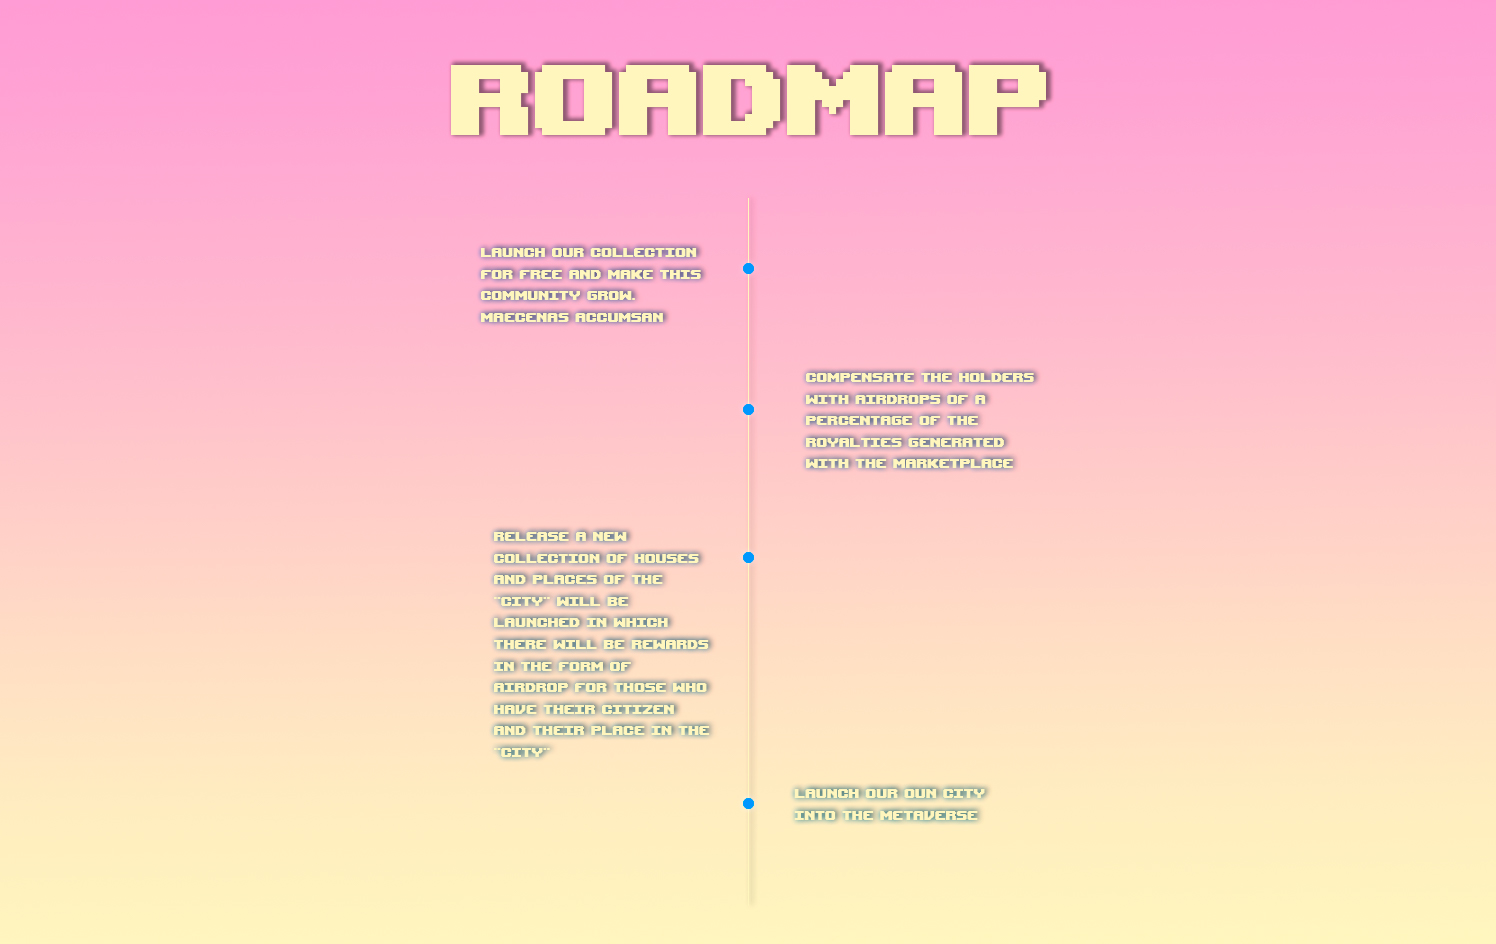 ROADMAP
LAUNCH OUR COLLECTION
FOR FREE AND MAKE THIS
COMMUNITY GROW.
MAECENAS ACCUMSAN
COMPENSATE THE HOLDERS
WITH AIRDROPS OF A
PERCENTAGE OF THE
ROYALTIES GENERATED
WITH THE MARKETPLACE
RELEASE A NEW
COLLECTION OF HOUSES
AND PLACES OF THE
"CITY" WILL BE
LAUNCHED IN WHICH
THERE WILL BE REWARDS
IN THE FORM OF
AIRDROP FOR THOSE WHO
HAVE THEIR CITIZEN
AND THEIR PLACE IN THE
"CITY"
LAUNCH OUR OUN CITY
INTO THE METAVERSE